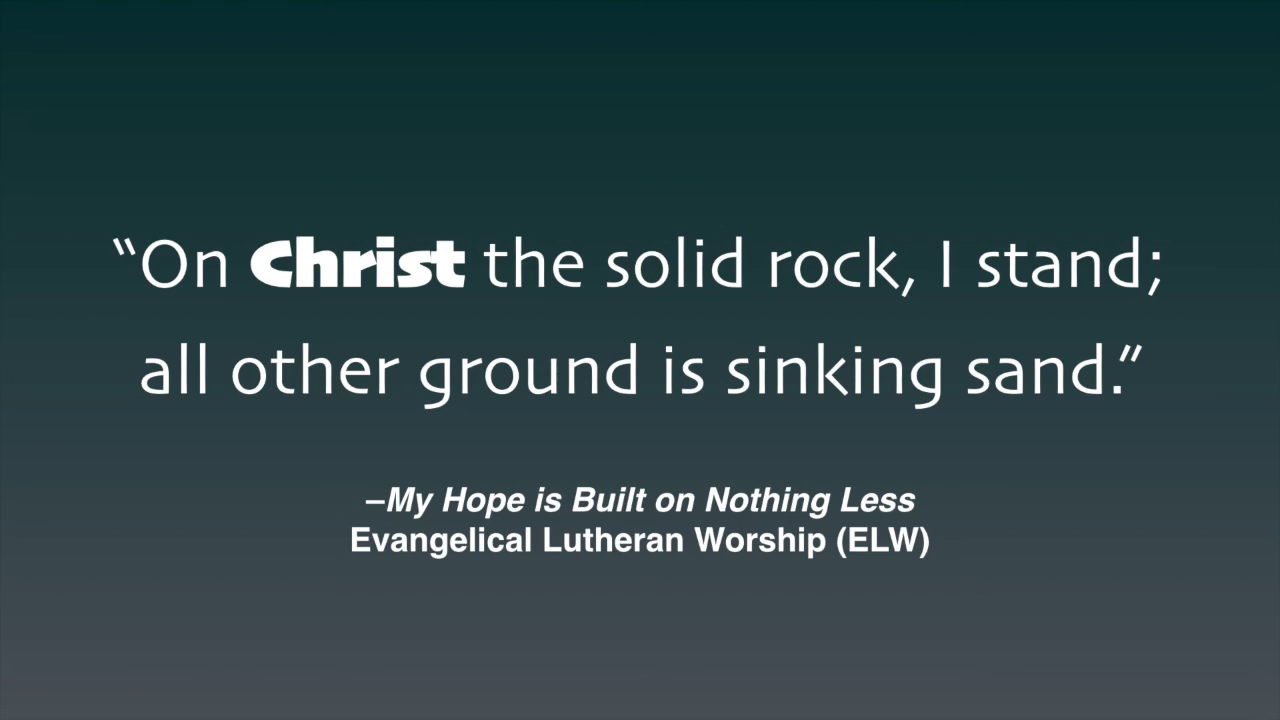 “On Christ the solid rock, I stand;
all other ground is sinking sand.”
–My Hope is Built on Nothing Less
Evangelical Lutheran Worship (ELW)